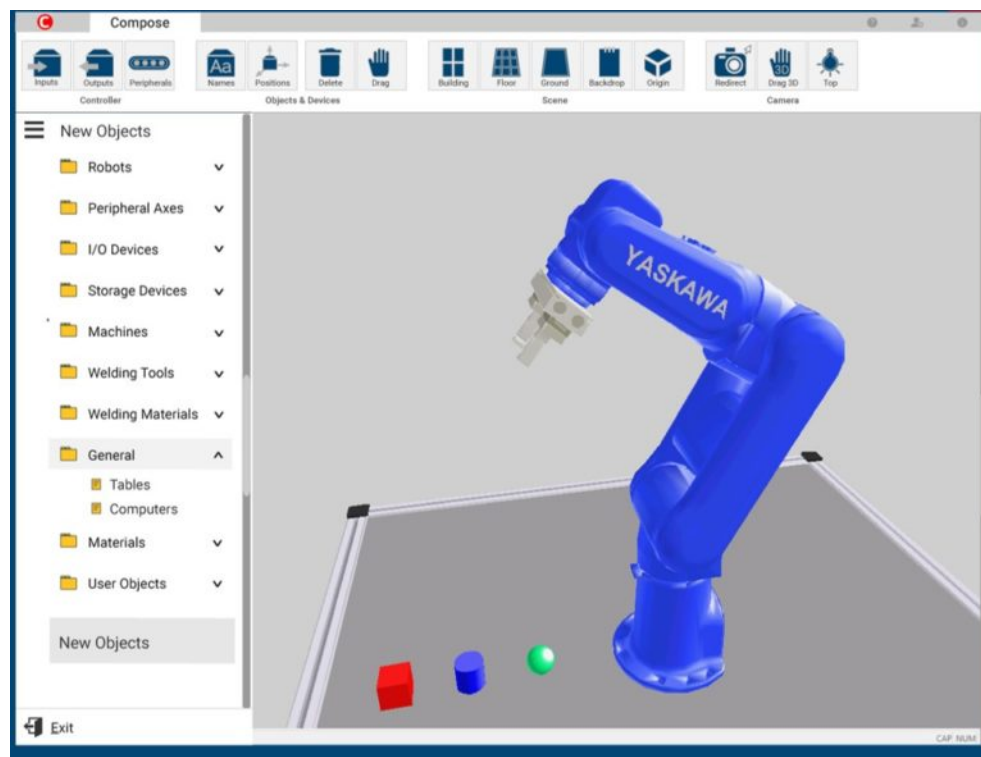 C
Compose
Inputs
Outputs
Peripherals
Names
Aa
Positions
Delete
Drag
Building
Floor
Ground
Backdrop
Origin
Redirect
3D
Drag 3D
Top
Controller
Objects & Devices
Scene
Camera
New Objects
Robots
Peripheral Axes
I/O Devices
Storage Devices
Machines
Welding Tools
Welding Materials
General
Tables
Computers
Materials
User Objects
New Objects
Exit
YASKAWA
CAP NUM